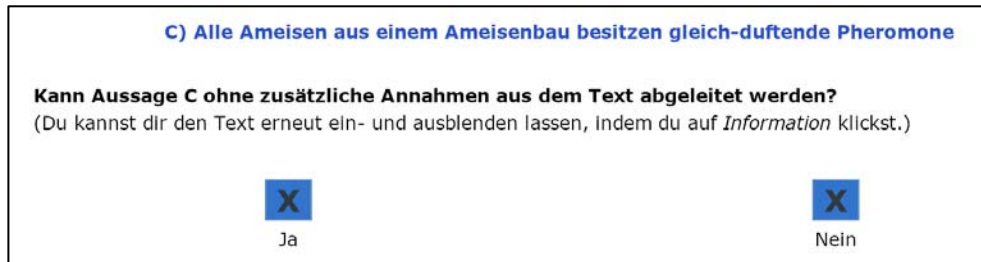 C) Alle Ameisen aus einem Ameisenbau besitzen gleich-duftende Pheromone
Kann Aussage C ohne zusätzliche Annahmen aus dem Text abgeleitet werden?
(Du kannst dir den Text erneut ein- und ausblenden lassen, indem du auf Information klickst.)
X X
Ja Nein